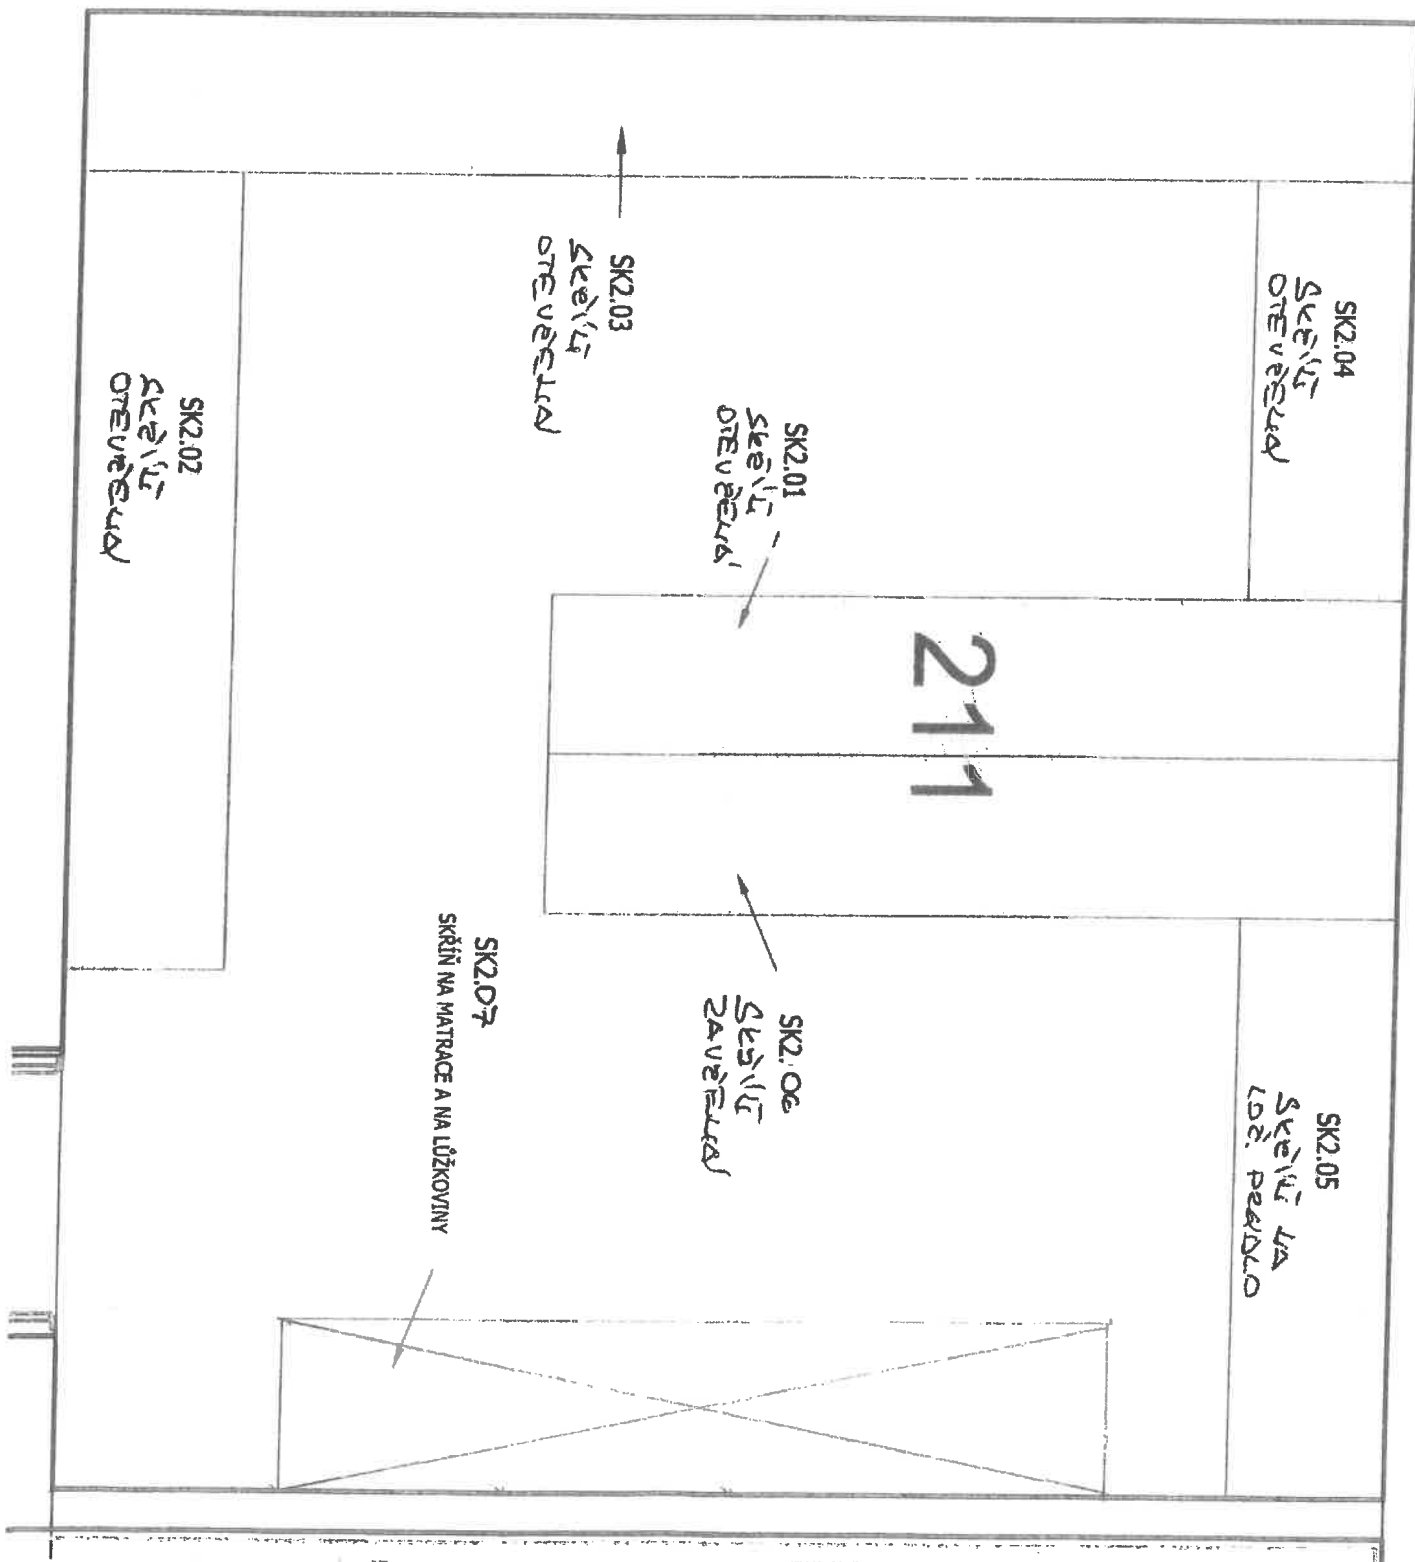 SK2.04
SKŘÍŇ
OTEVŘENÁ
SK2.03
SKŘÍŇ
OTEVŘENÁ
SK2.01
SKŘÍŇ
OTEVŘENÁ
SK2.02
SKŘÍŇ
OTEVŘENÁ
211
SK2.05
SKŘÍŇ NA
LOŽ. PRÁDLO
SK2.06
SKŘÍŇ
ZAVŘENÁ
SK2.07
SKŘÍŇ NA MATRACE A NA LŮŽKOVINY